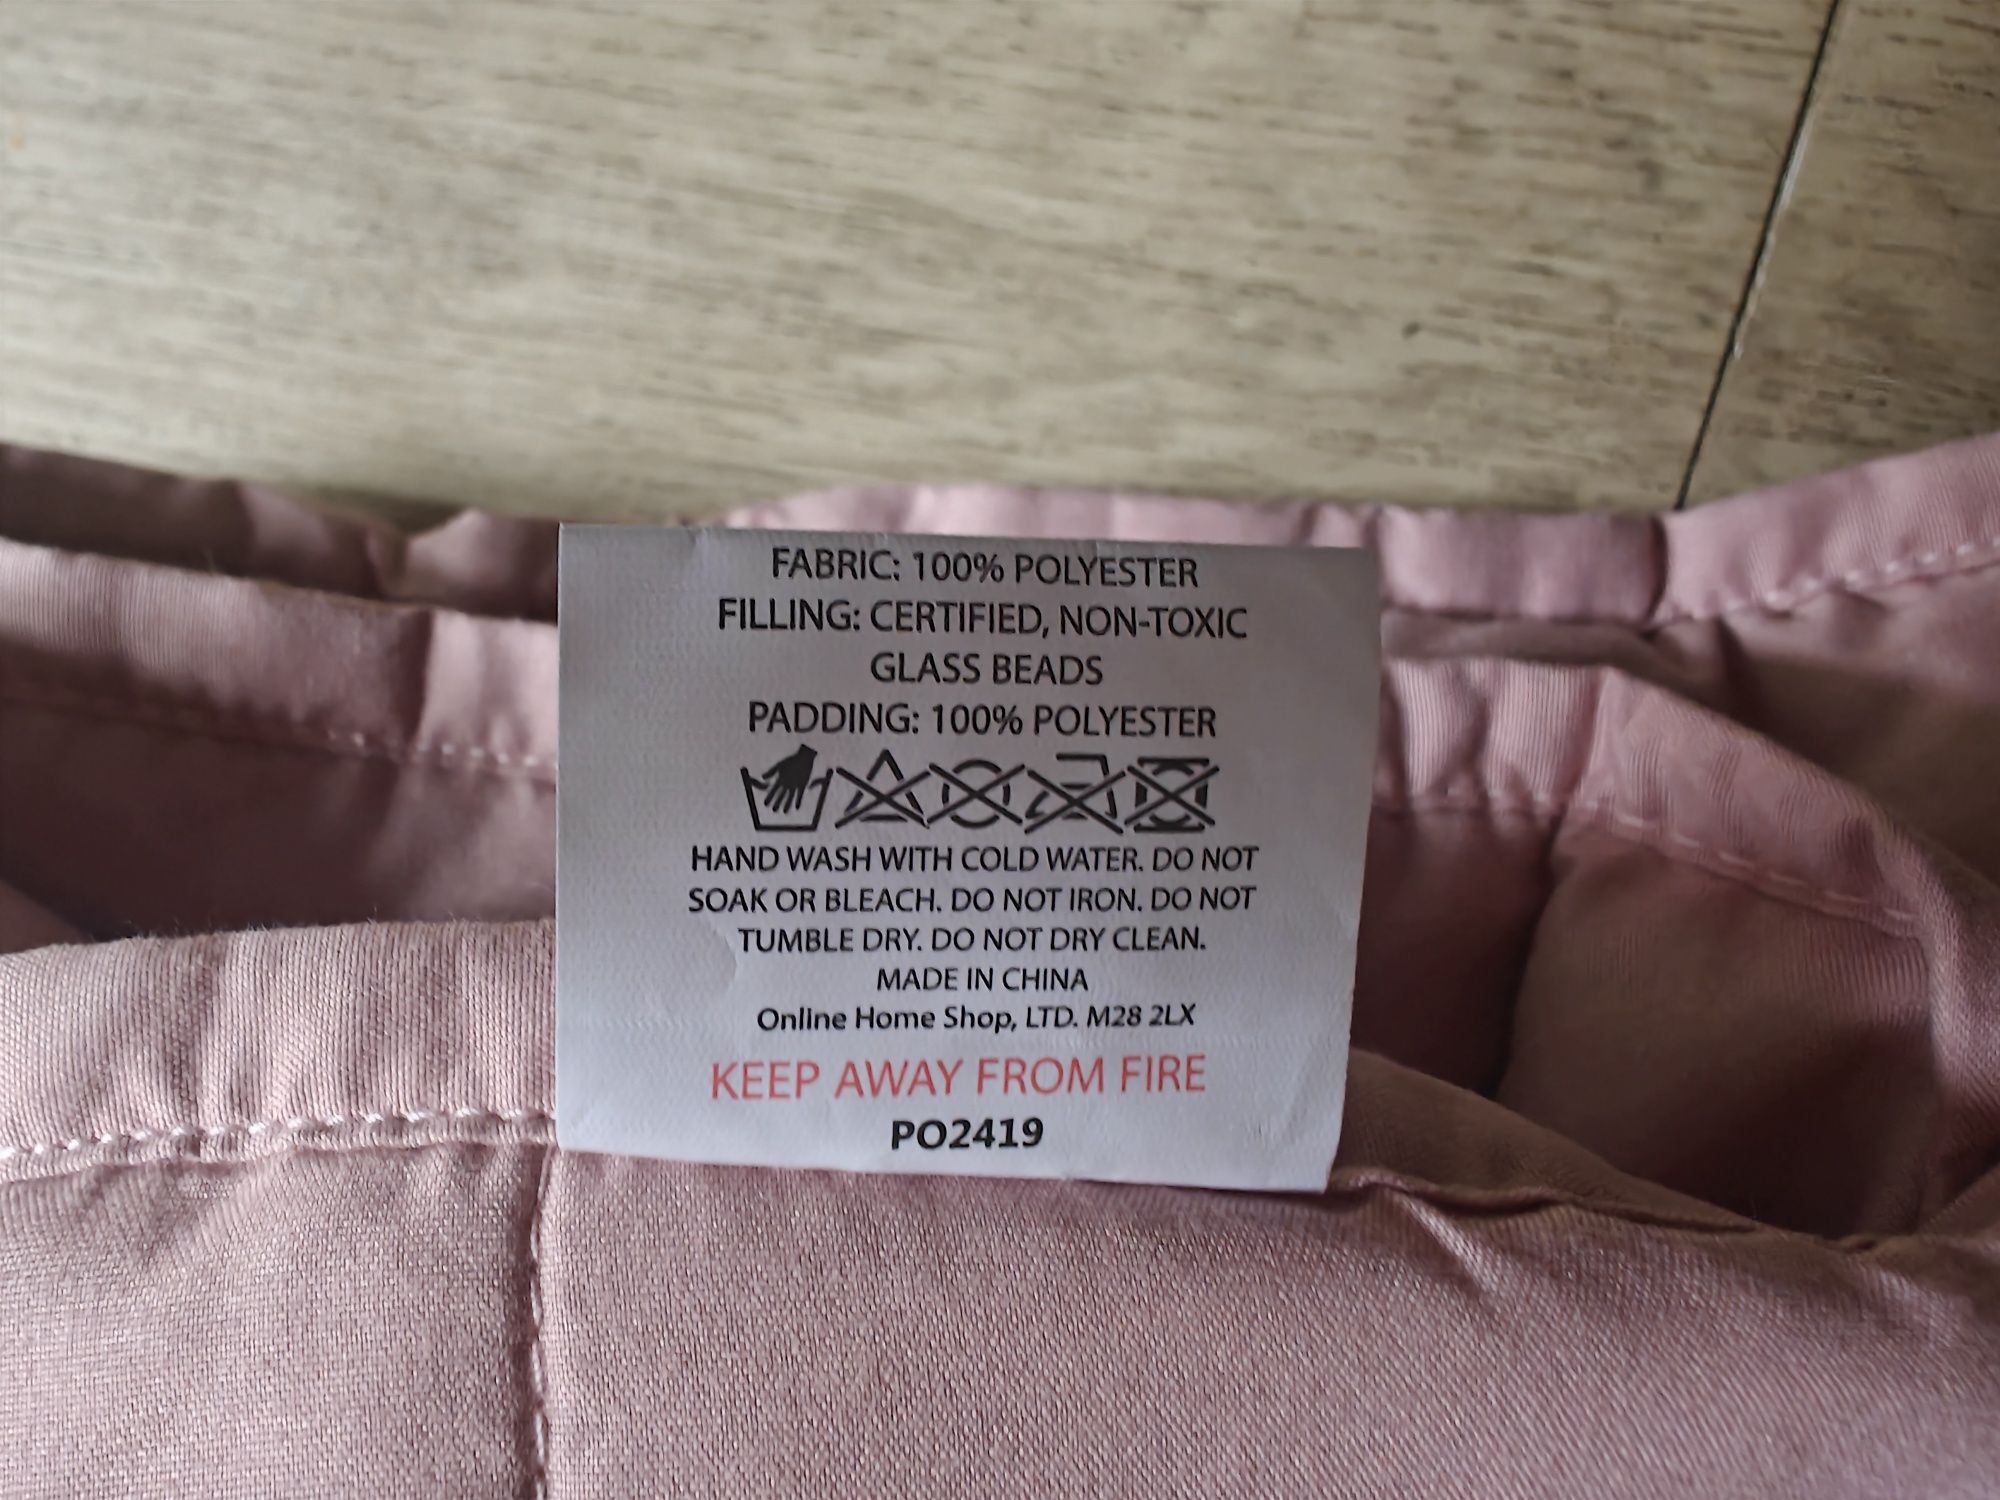 FABRIC: 100% POLYESTER
FILLING: CERTIFIED, NON-TOXIC
GLASS BEADS
PADDING: 100% POLYESTER
HAND WASH WITH COLD WATER. DO NOT
SOAK OR BLEACH. DO NOT IRON. DO NOT
TUMBLE DRY. DO NOT DRY CLEAN.
MADE IN CHINA
Online Home Shop, LTD. M28 2LX
KEEP AWAY FROM FIRE
PO2419